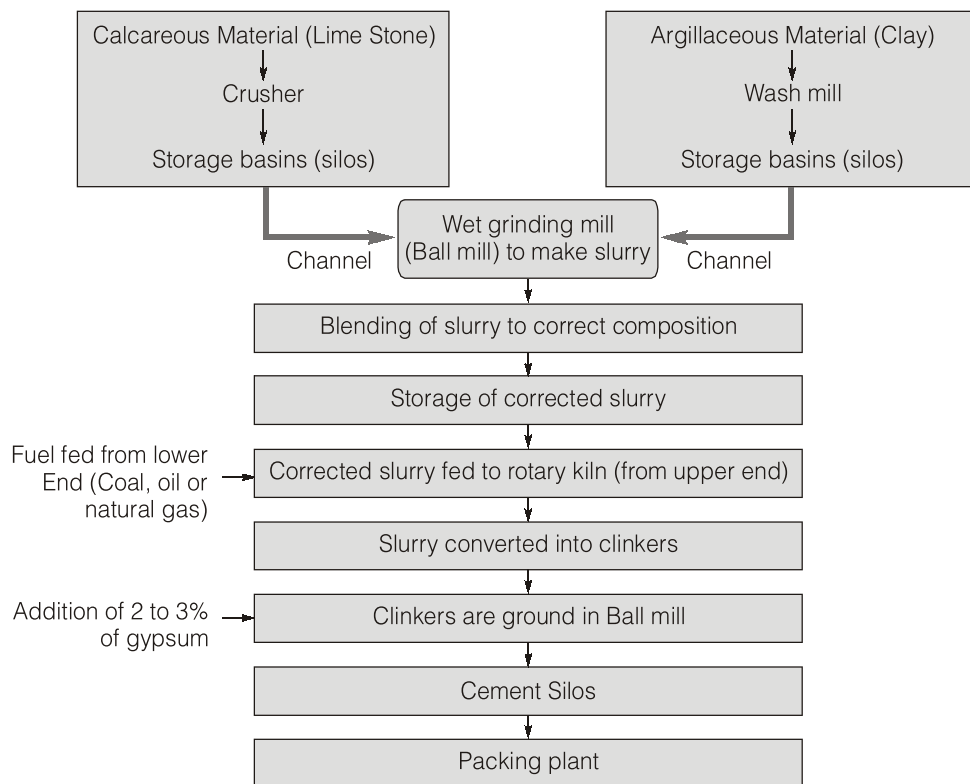 Calcareous Material (Lime Stone)
Crusher
Storage basins (silos)
Argillaceous Material (Clay)
Wash mill
Storage basins (silos)
Channel
Wet grinding mill
(Ball mill) to make slurry
Channel
Blending of slurry to correct composition
Storage of corrected slurry
Fuel fed from lower
End (Coal, oil or
natural gas)
Corrected slurry fed to rotary kiln (from upper end)
Slurry converted into clinkers
Addition of 2 to 3%
of gypsum
Clinkers are ground in Ball mill
Cement Silos
Packing plant